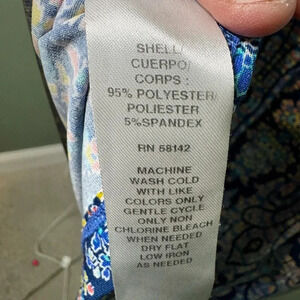 SHELL/
CUERPO/
CORPS :
95% POLYESTER/
POLIESTER
5%SPANDEX
RN 58142
MACHINE
WASH COLD
WITH LIKE
COLORS ONLY
GENTLE CYCLE
ONLY NON
CHLORINE BLEACH
WHEN NEEDED
DRY FLAT
LOW IRON
AS NEEDED